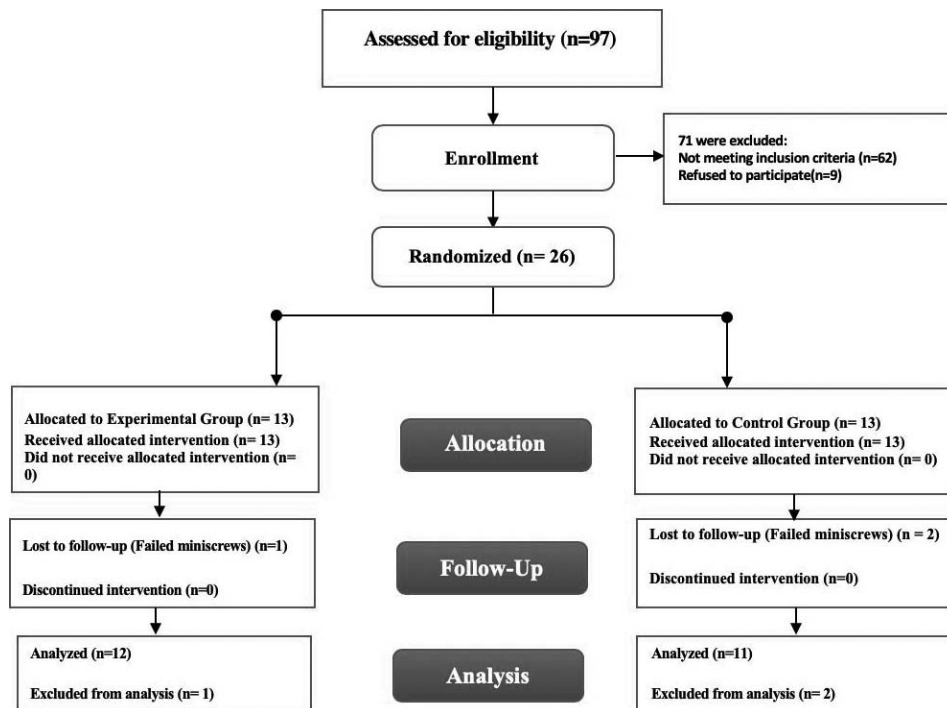 Assessed for eligibility (n=97)
Enrollment
71 were excluded:
Not meeting inclusion criteria (n=62)
Refused to participate(n=9)
Randomized (n= 26)
Allocated to Experimental Group (n= 13)
Received allocated intervention (n= 13)
Did not receive allocated intervention (n=
0)
Allocation
Allocated to Control Group (n= 13)
Received allocated intervention (n= 13)
Did not receive allocated intervention (n= 0)
Lost to follow-up (Failed miniscrews) (n=1)
Discontinued intervention (n=0)
Follow-Up
Lost to follow-up (Failed miniscrews) (n = 2)
Discontinued intervention (n=0)
Analyzed (n=12)
Excluded from analysis (n= 1)
Analysis
Analyzed (n=11)
Excluded from analysis (n= 2)